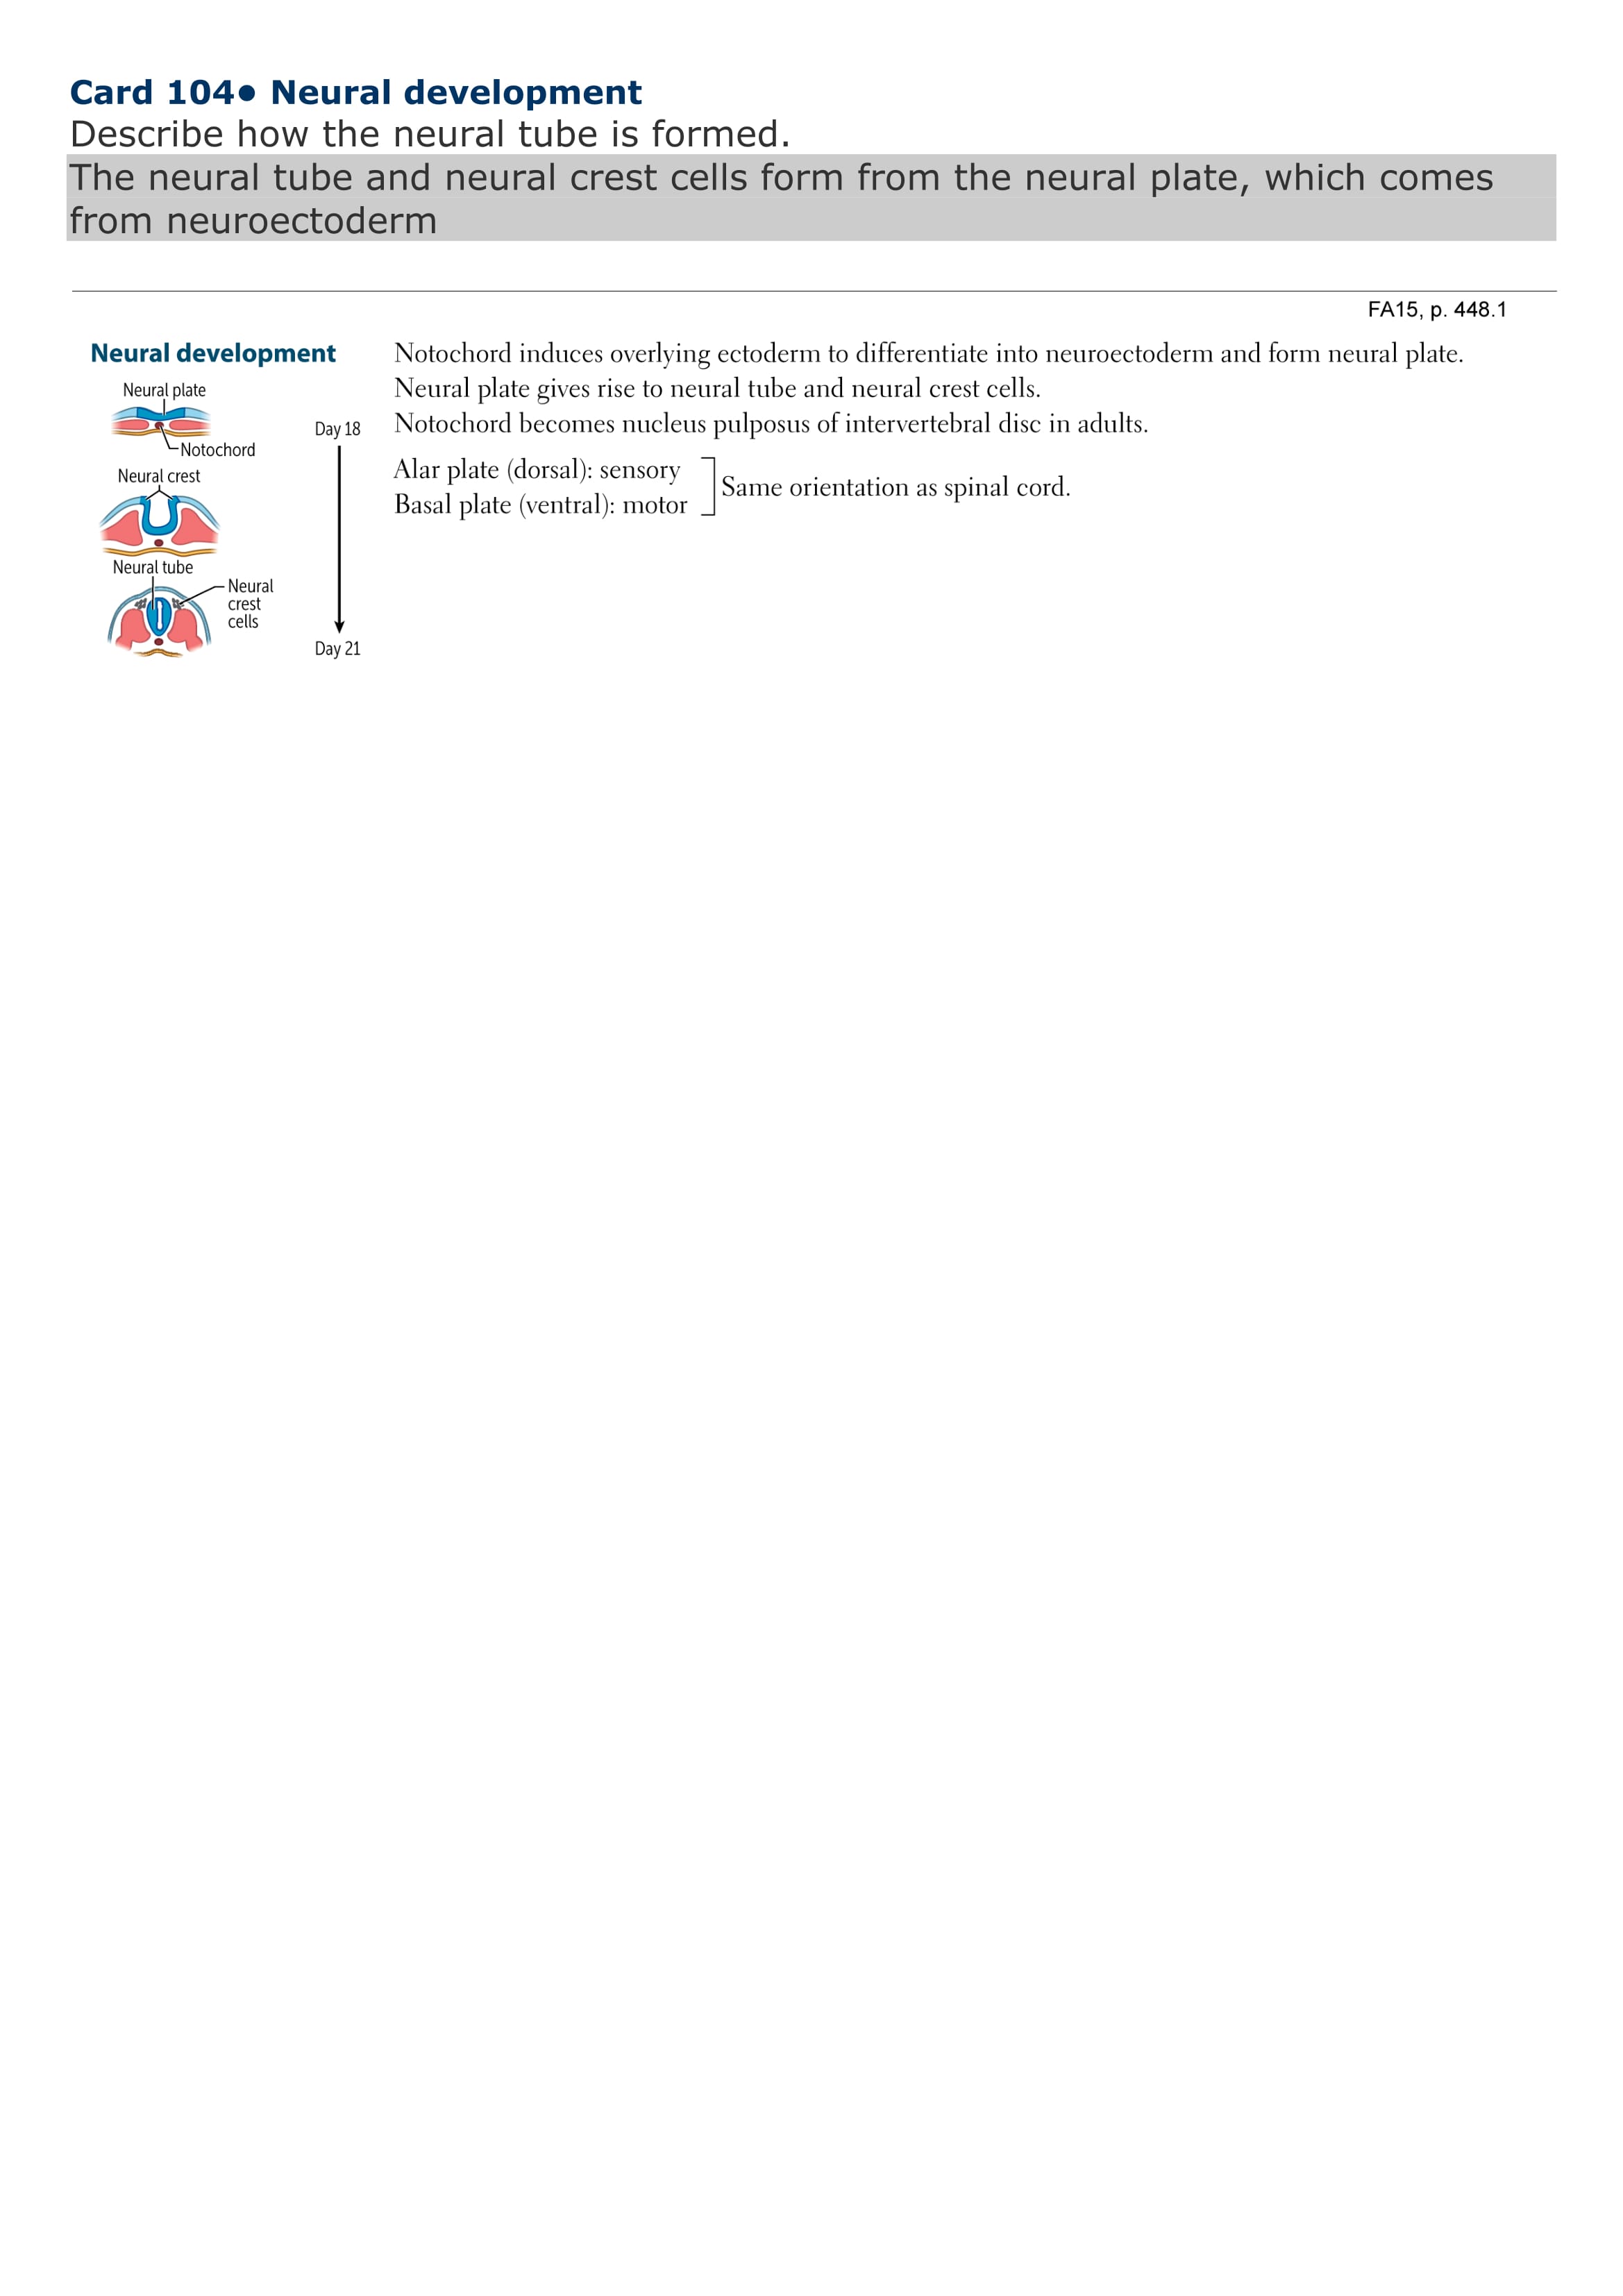 Card 104• Neural development
Describe how the neural tube is formed.
The neural tube and neural crest cells form from the neural plate, which comes
from neuroectoderm
FA15, p. 448.1
Neural development
Neural plate
Notochord
Neural crest
Neural tube
Neural
crest
cells
Day 18
Day 21
Notochord induces overlying ectoderm to differentiate into neuroectoderm and form neural plate.
Neural plate gives rise to neural tube and neural crest cells.
Notochord becomes nucleus pulposus of intervertebral disc in adults.
Alar plate (dorsal): sensory
Basal plate (ventral): motor
Same orientation as spinal cord.